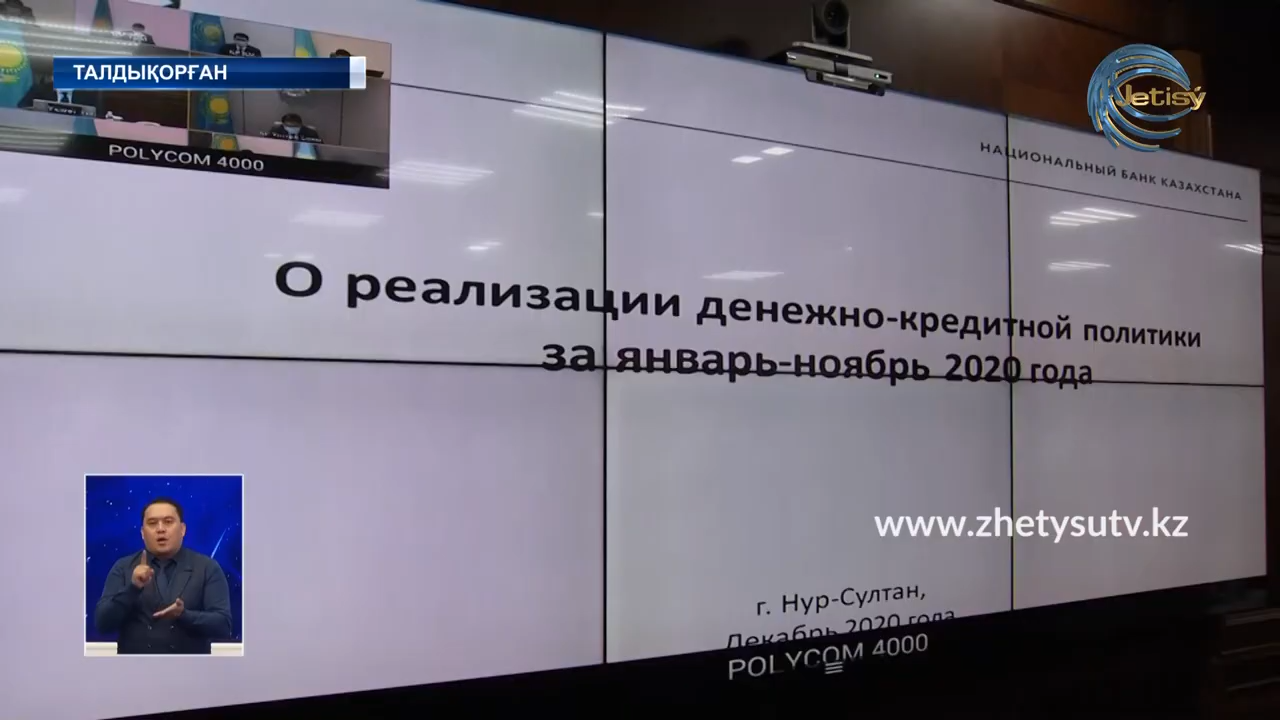 ТАЛДЫҚОРҒАН
POLYCOM 4000
Jetisý
НАЦИОНАЛЬНЫЙ БАНК КАЗАХСТАНА
О реализации денежно-кредитной политики
за январь-ноябрь 2020 года
www.zhetysutv.kz
г. Нур-Султан,
Декабрь 2020 года
POLYCOM 4000